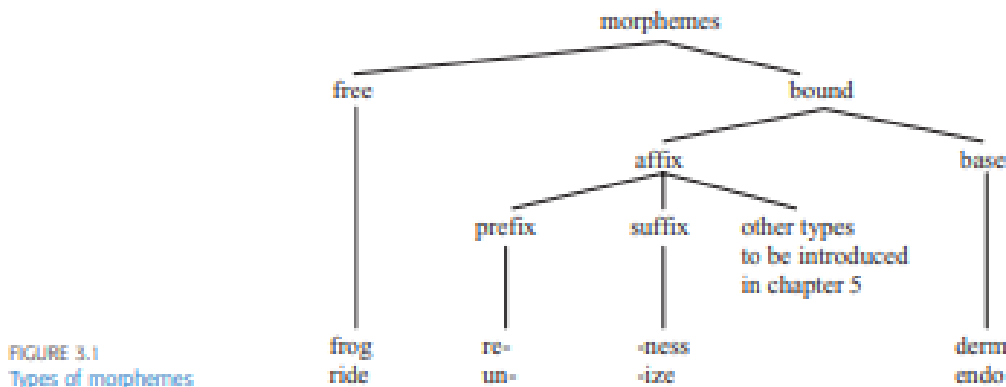 morphemes
free bound
affix base
prefix suffix other types
to be introduced
in chapter 5
frog re- -ness derm
ride un- -ize endo
FIGURE 3.1
Types of morphemes